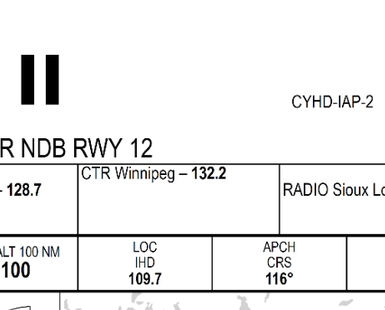 CYHD-IAP-2
R NDB RWY 12
- 128.7
CTR Winnipeg – 132.2
RADIO Sioux Lo
ALT 100 NM
100
LOC
IHD
109.7
APCH
CRS
116°